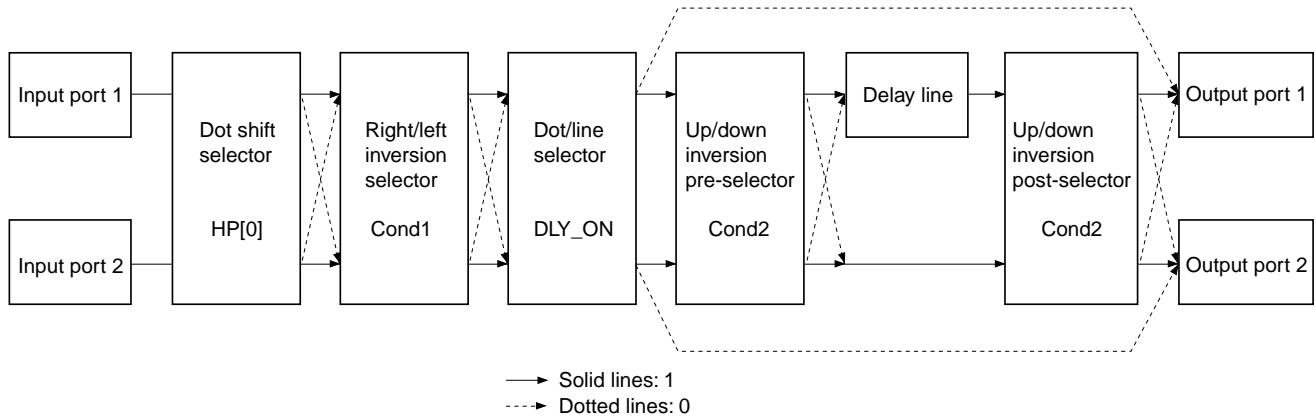 Input port 1
Input port 2
Dot shift
selector
HP[0]
Right/left
inversion
selector
Cond1
Dot/line
selector
DLY_ON
Up/down
inversion
pre-selector
Cond2
Delay line
Up/down
inversion
post-selector
Cond2
Output port 1
Output port 2
Solid lines: 1
Dotted lines: 0